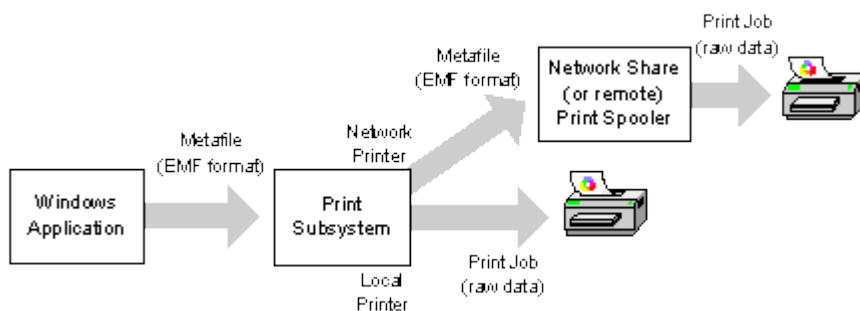 Print Job
(raw data)
Metafile
(EMF format)
Network Share
(or remote)
Print Spooler
Metafile
(EMF format)
Network
Printer
Windows
Application
Print
Subsystem
Print Job
(raw data)
Local
Printer